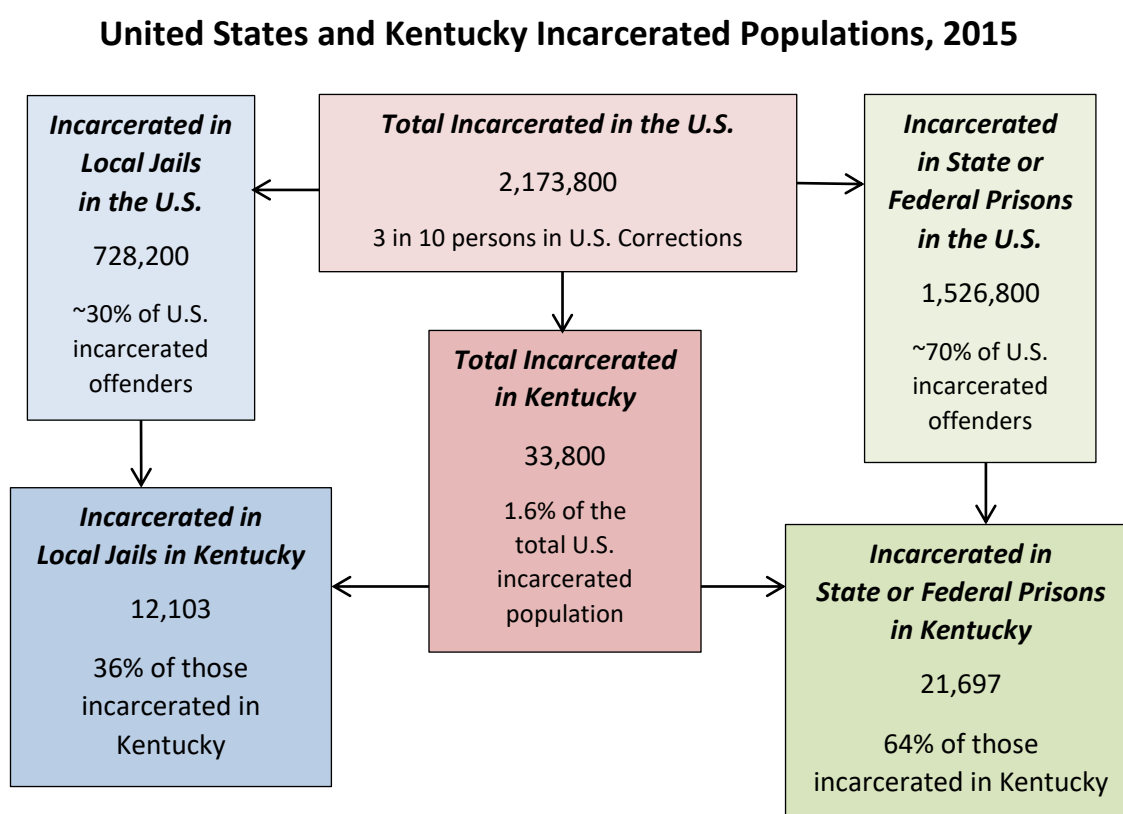 United States and Kentucky Incarcerated Populations, 2015
Incarcerated in
Local Jails
in the U.S.
728,200
~30% of U.S.
incarcerated
offenders
Total Incarcerated in the U.S.
2,173,800
3 in 10 persons in U.S. Corrections
Incarcerated
in State or
Federal Prisons
in the U.S.
1,526,800
~70% of U.S.
incarcerated
offenders
Total Incarcerated
in Kentucky
33,800
1.6% of the
total U.S.
incarcerated
population
Incarcerated in
Local Jails in Kentucky
12,103
36% of those
incarcerated in
Kentucky
Incarcerated in
State or Federal Prisons
in Kentucky
21,697
64% of those
incarcerated in Kentucky